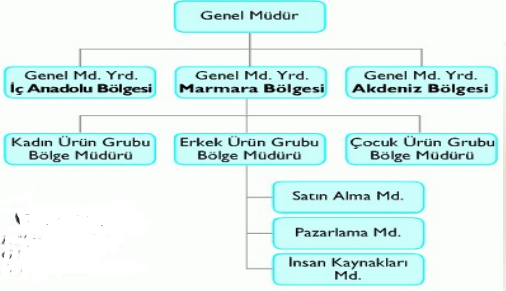 Genel Müdür
Genel Md. Yrd.
İç Anadolu Bölgesi
Genel Md. Yrd.
Marmara Bölgesi
Genel Md. Yrd.
Akdeniz Bölgesi
Kadın Ürün Grubu
Bölge Müdürü
Erkek Ürün Grubu
Bölge Müdürü
Çocuk Ürün Grubu
Bölge Müdürü
Satın Alma Md.
Pazarlama Md.
İnsan Kaynakları
Md.